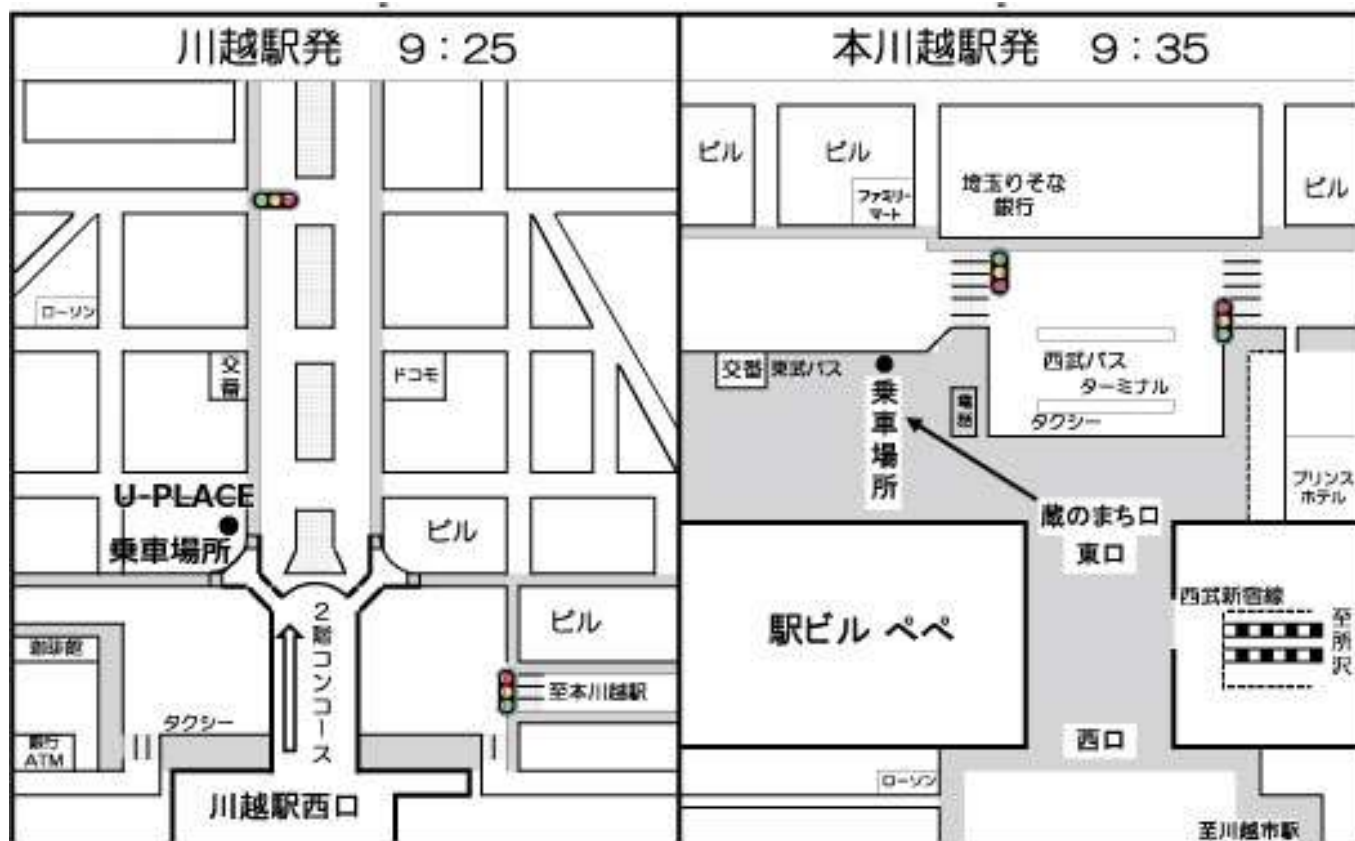 川越駅発 9:25
ローソン
交番
ドコモ
U-PLACE
乗車場所
ビル
2階コンコース
ビル
珈琲館
至本川越駅
タクシー
銀行
ATM
川越駅西口
本川越駅発 9:35
ビル
ビル
ファミリー
マート
埼玉りそな
銀行
ビル
交番
東武バス
乗車場所
電話
西武バス
ターミナル
タクシー
プリンス
ホテル
蔵のまち口
東口
駅ビル ペペ
西武新宿線
至所沢
西口
ローソン
至川越市駅